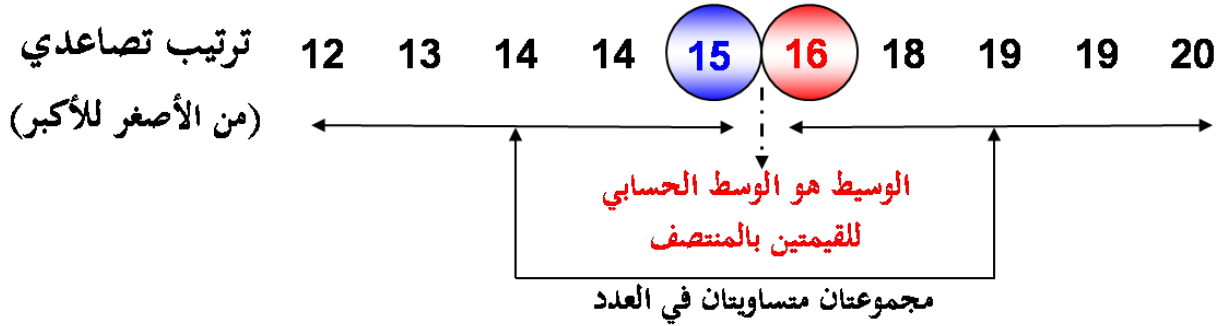 ترتيب تصاعدي 12 13 14 14 15 16 18 19 19 20
(من الأصغر للأكبر)
الوسيط هو الوسط الحسابي
للقيمتين بالمنتصف
مجموعتان متساويتان في العدد